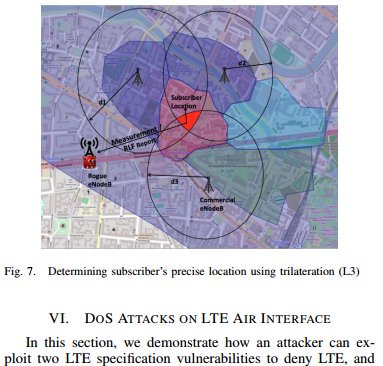 d1
d2
Subscriber
Location
Measurement
RLF Report
Rogue
eNodeB
d3
Commercial
eNodeB
Fig. 7. Determining subscriber's precise location using trilateration (L3)
VI. DOS ATTACKS ON LTE AIR INTERFACE
In this section, we demonstrate how an attacker can ex-
ploit two LTE specification vulnerabilities to deny LTE, and